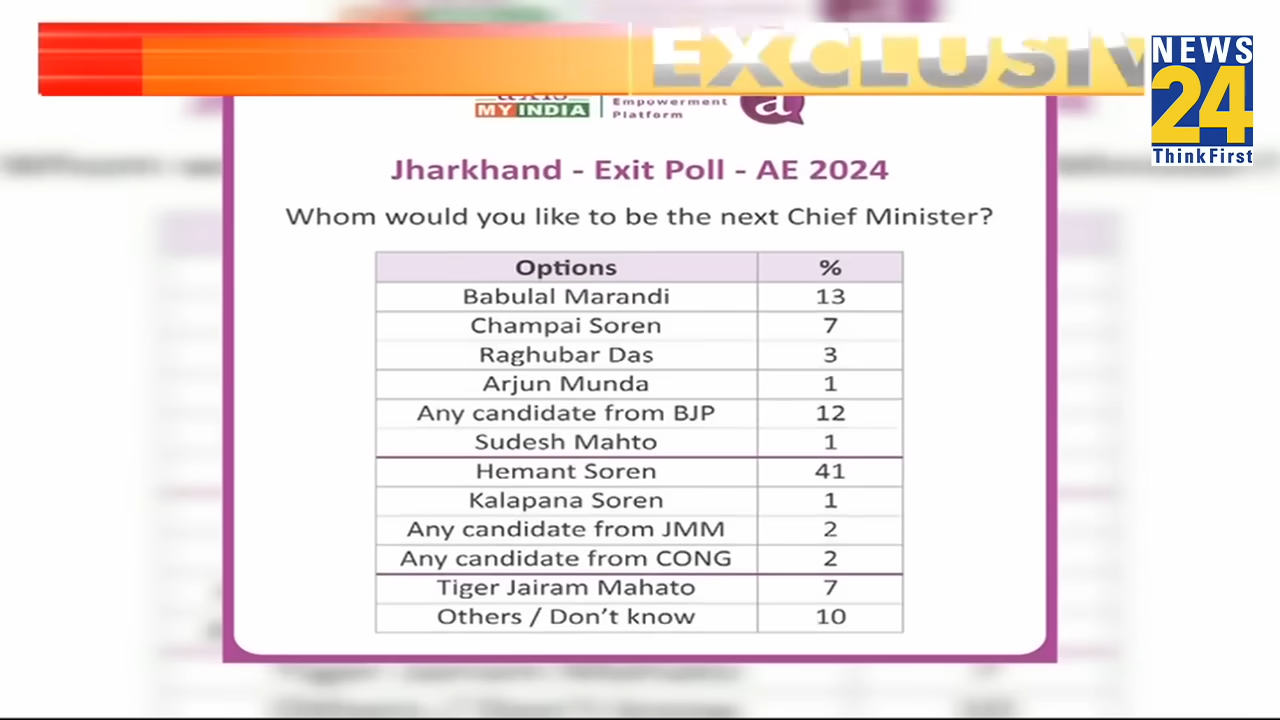 EXCLUSIV
NEWS
24
ThinkFirst
MY INDIA
Empowerment
Platform
a
Jharkhand - Exit Poll - AE 2024
Whom would you like to be the next Chief Minister?
Options %
Babulal Marandi 13
Champai Soren 7
Raghubar Das 3
Arjun Munda 1
Any candidate from BJP 12
Sudesh Mahto 1
Hemant Soren 41
Kalapana Soren 1
Any candidate from JMM 2
Any candidate from CONG 2
Tiger Jairam Mahato 7
Others / Don't know 10